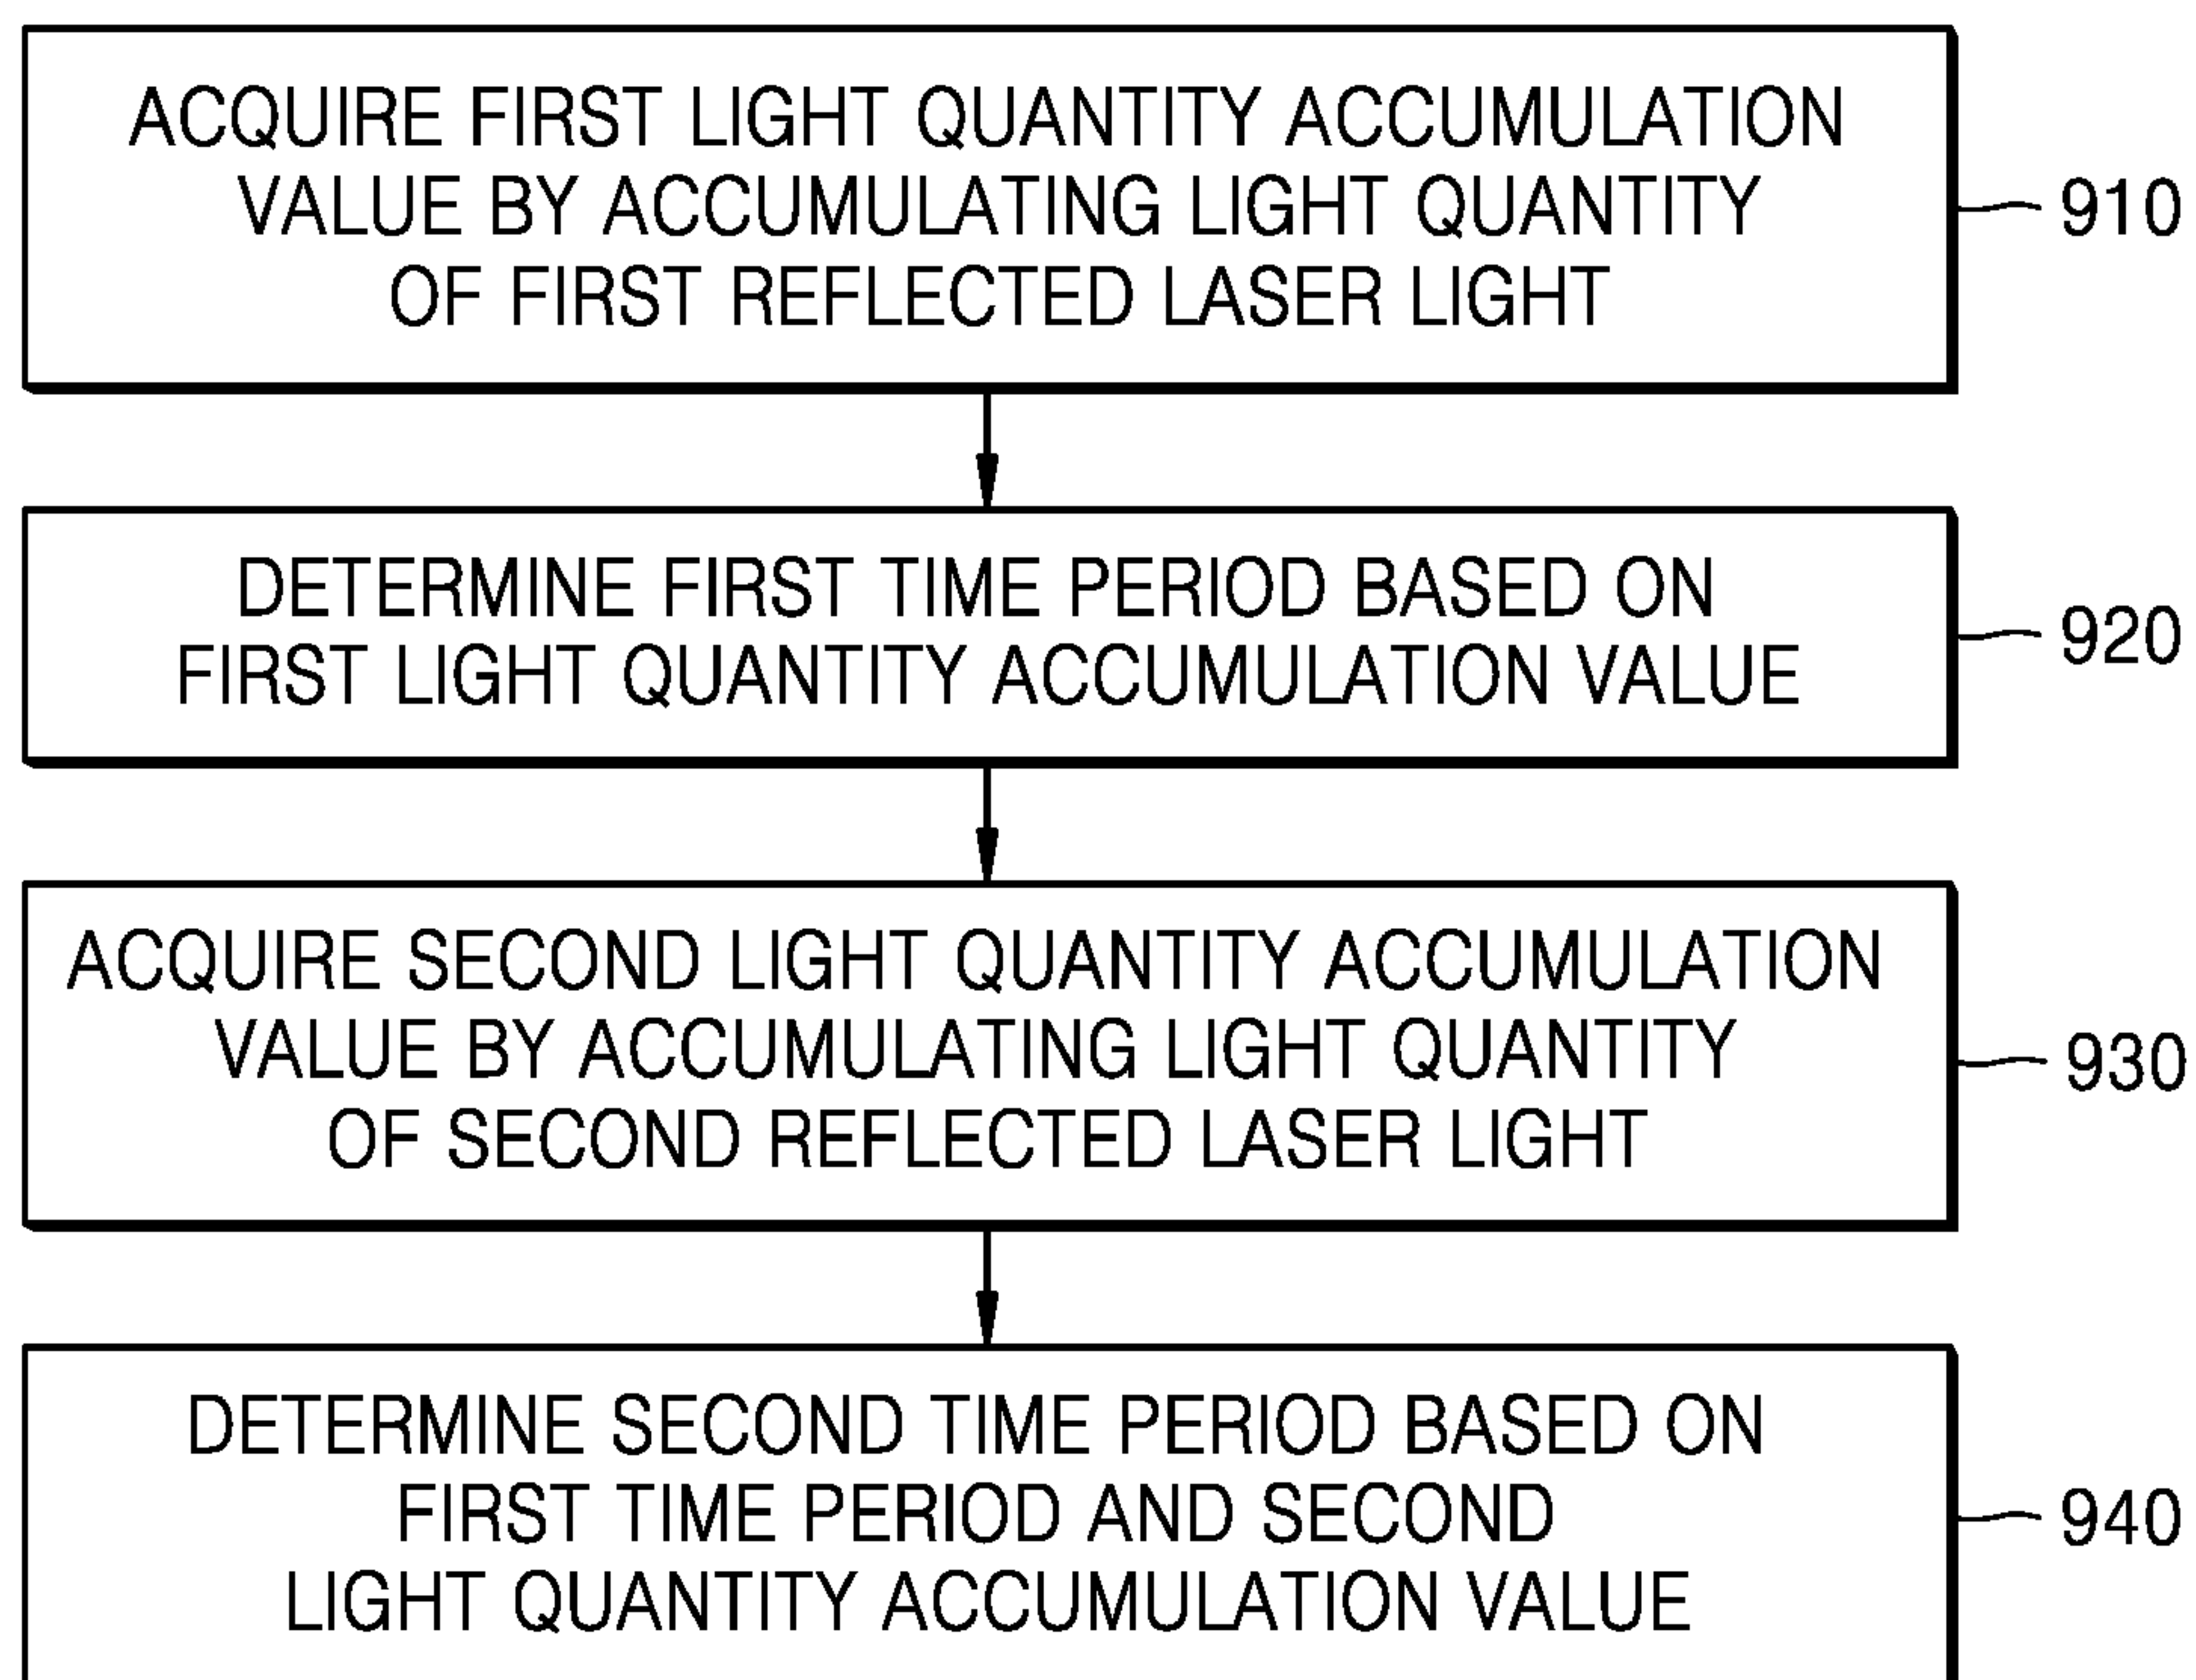 ACQUIRE FIRST LIGHT QUANTITY ACCUMULATION
VALUE BY ACCUMULATING LIGHT QUANTITY
OF FIRST REFLECTED LASER LIGHT
910
DETERMINE FIRST TIME PERIOD BASED ON
FIRST LIGHT QUANTITY ACCUMULATION VALUE
920
ACQUIRE SECOND LIGHT QUANTITY ACCUMULATION
VALUE BY ACCUMULATING LIGHT QUANTITY
OF SECOND REFLECTED LASER LIGHT
930
DETERMINE SECOND TIME PERIOD BASED ON
FIRST TIME PERIOD AND SECOND
LIGHT QUANTITY ACCUMULATION VALUE
940